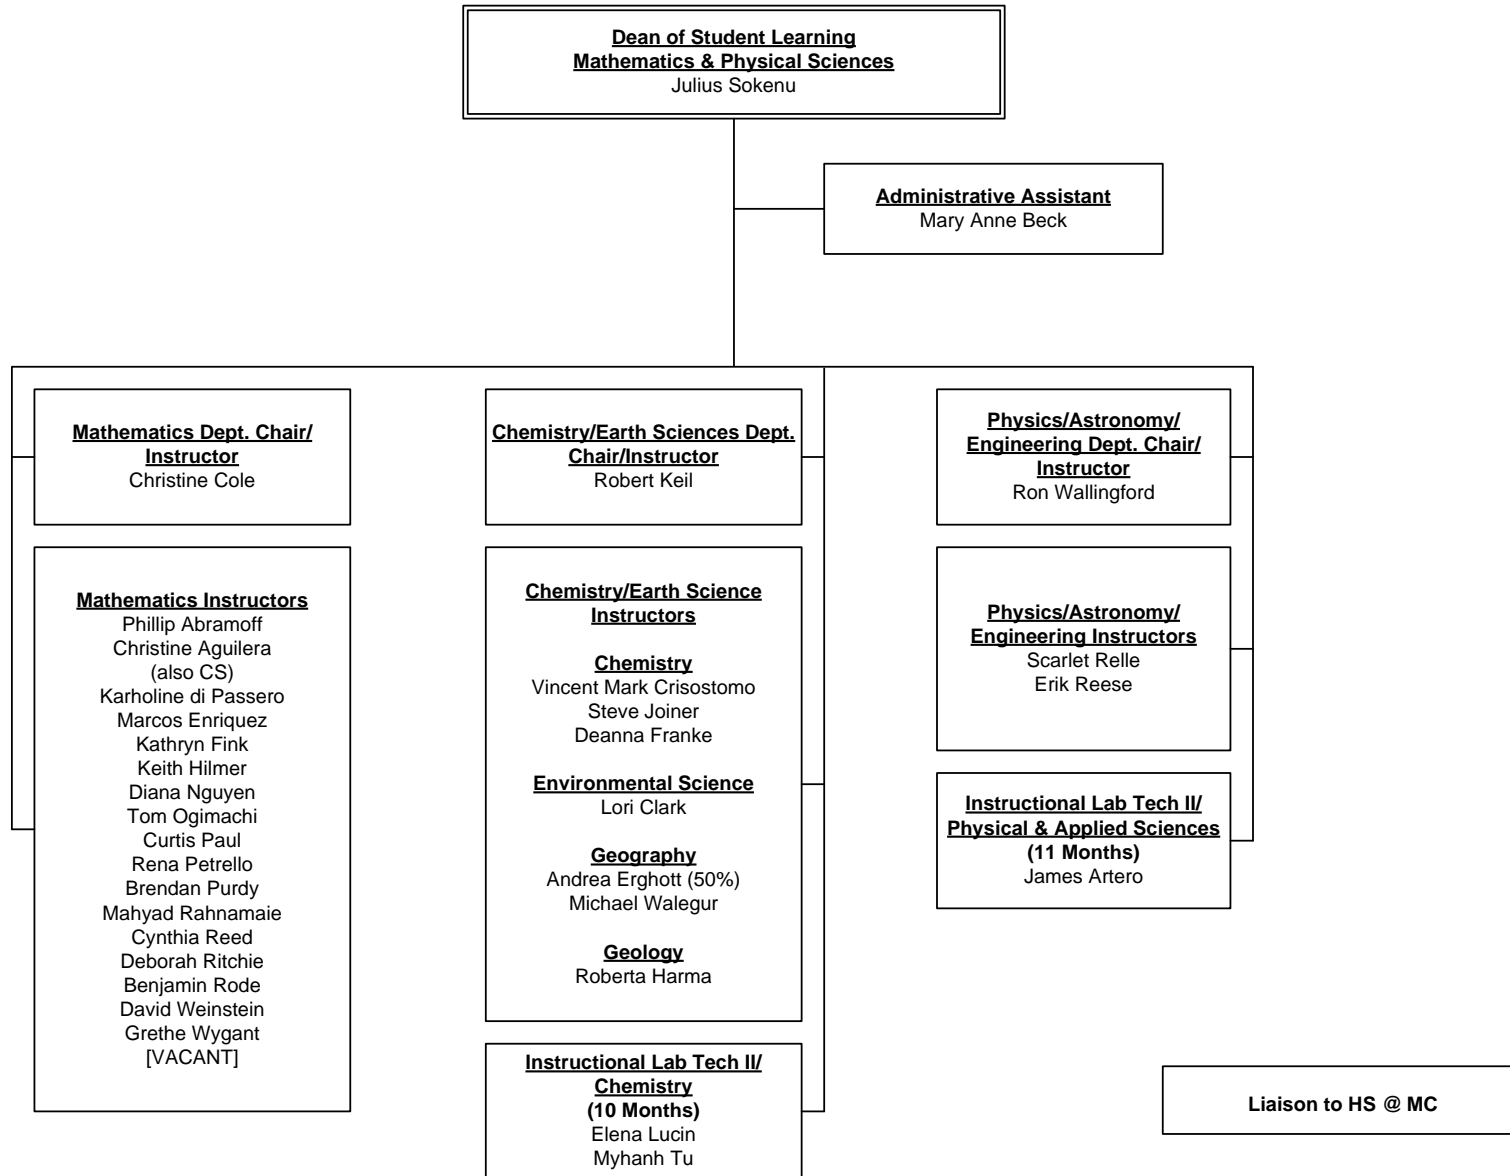 Dean of Student Learning
Mathematics & Physical Sciences
Julius Sokenu
Administrative Assistant
Mary Anne Beck
Mathematics Dept. Chair/
Instructor
Christine Cole
Chemistry/Earth Sciences Dept.
Chair/Instructor
Robert Keil
Physics/Astronomy/
Engineering Dept. Chair/
Instructor
Ron Wallingford
Mathematics Instructors
Phillip Abramoff
Christine Aguilera
(also CS)
Karholine di Passero
Marcos Enriquez
Kathryn Fink
Keith Hilmer
Diana Nguyen
Tom Ogimachi
Curtis Paul
Rena Petrello
Brendan Purdy
Mahyad Rahnamaie
Cynthia Reed
Deborah Ritchie
Benjamin Rode
David Weinstein
Grethe Wygant
[VACANT]
Chemistry/Earth Science
Instructors
Chemistry
Vincent Mark Crisostomo
Steve Joiner
Deanna Franke
Environmental Science
Lori Clark
Geography
Andrea Erghott (50%)
Michael Walegur
Geology
Roberta Harma
Physics/Astronomy/
Engineering Instructors
Scarlet Relle
Erik Reese
Instructional Lab Tech II/
Physical & Applied Sciences
(11 Months)
James Artero
Instructional Lab Tech II/
Chemistry
(10 Months)
Elena Lucin
Myhanh Tu
Liaison to HS @ MC